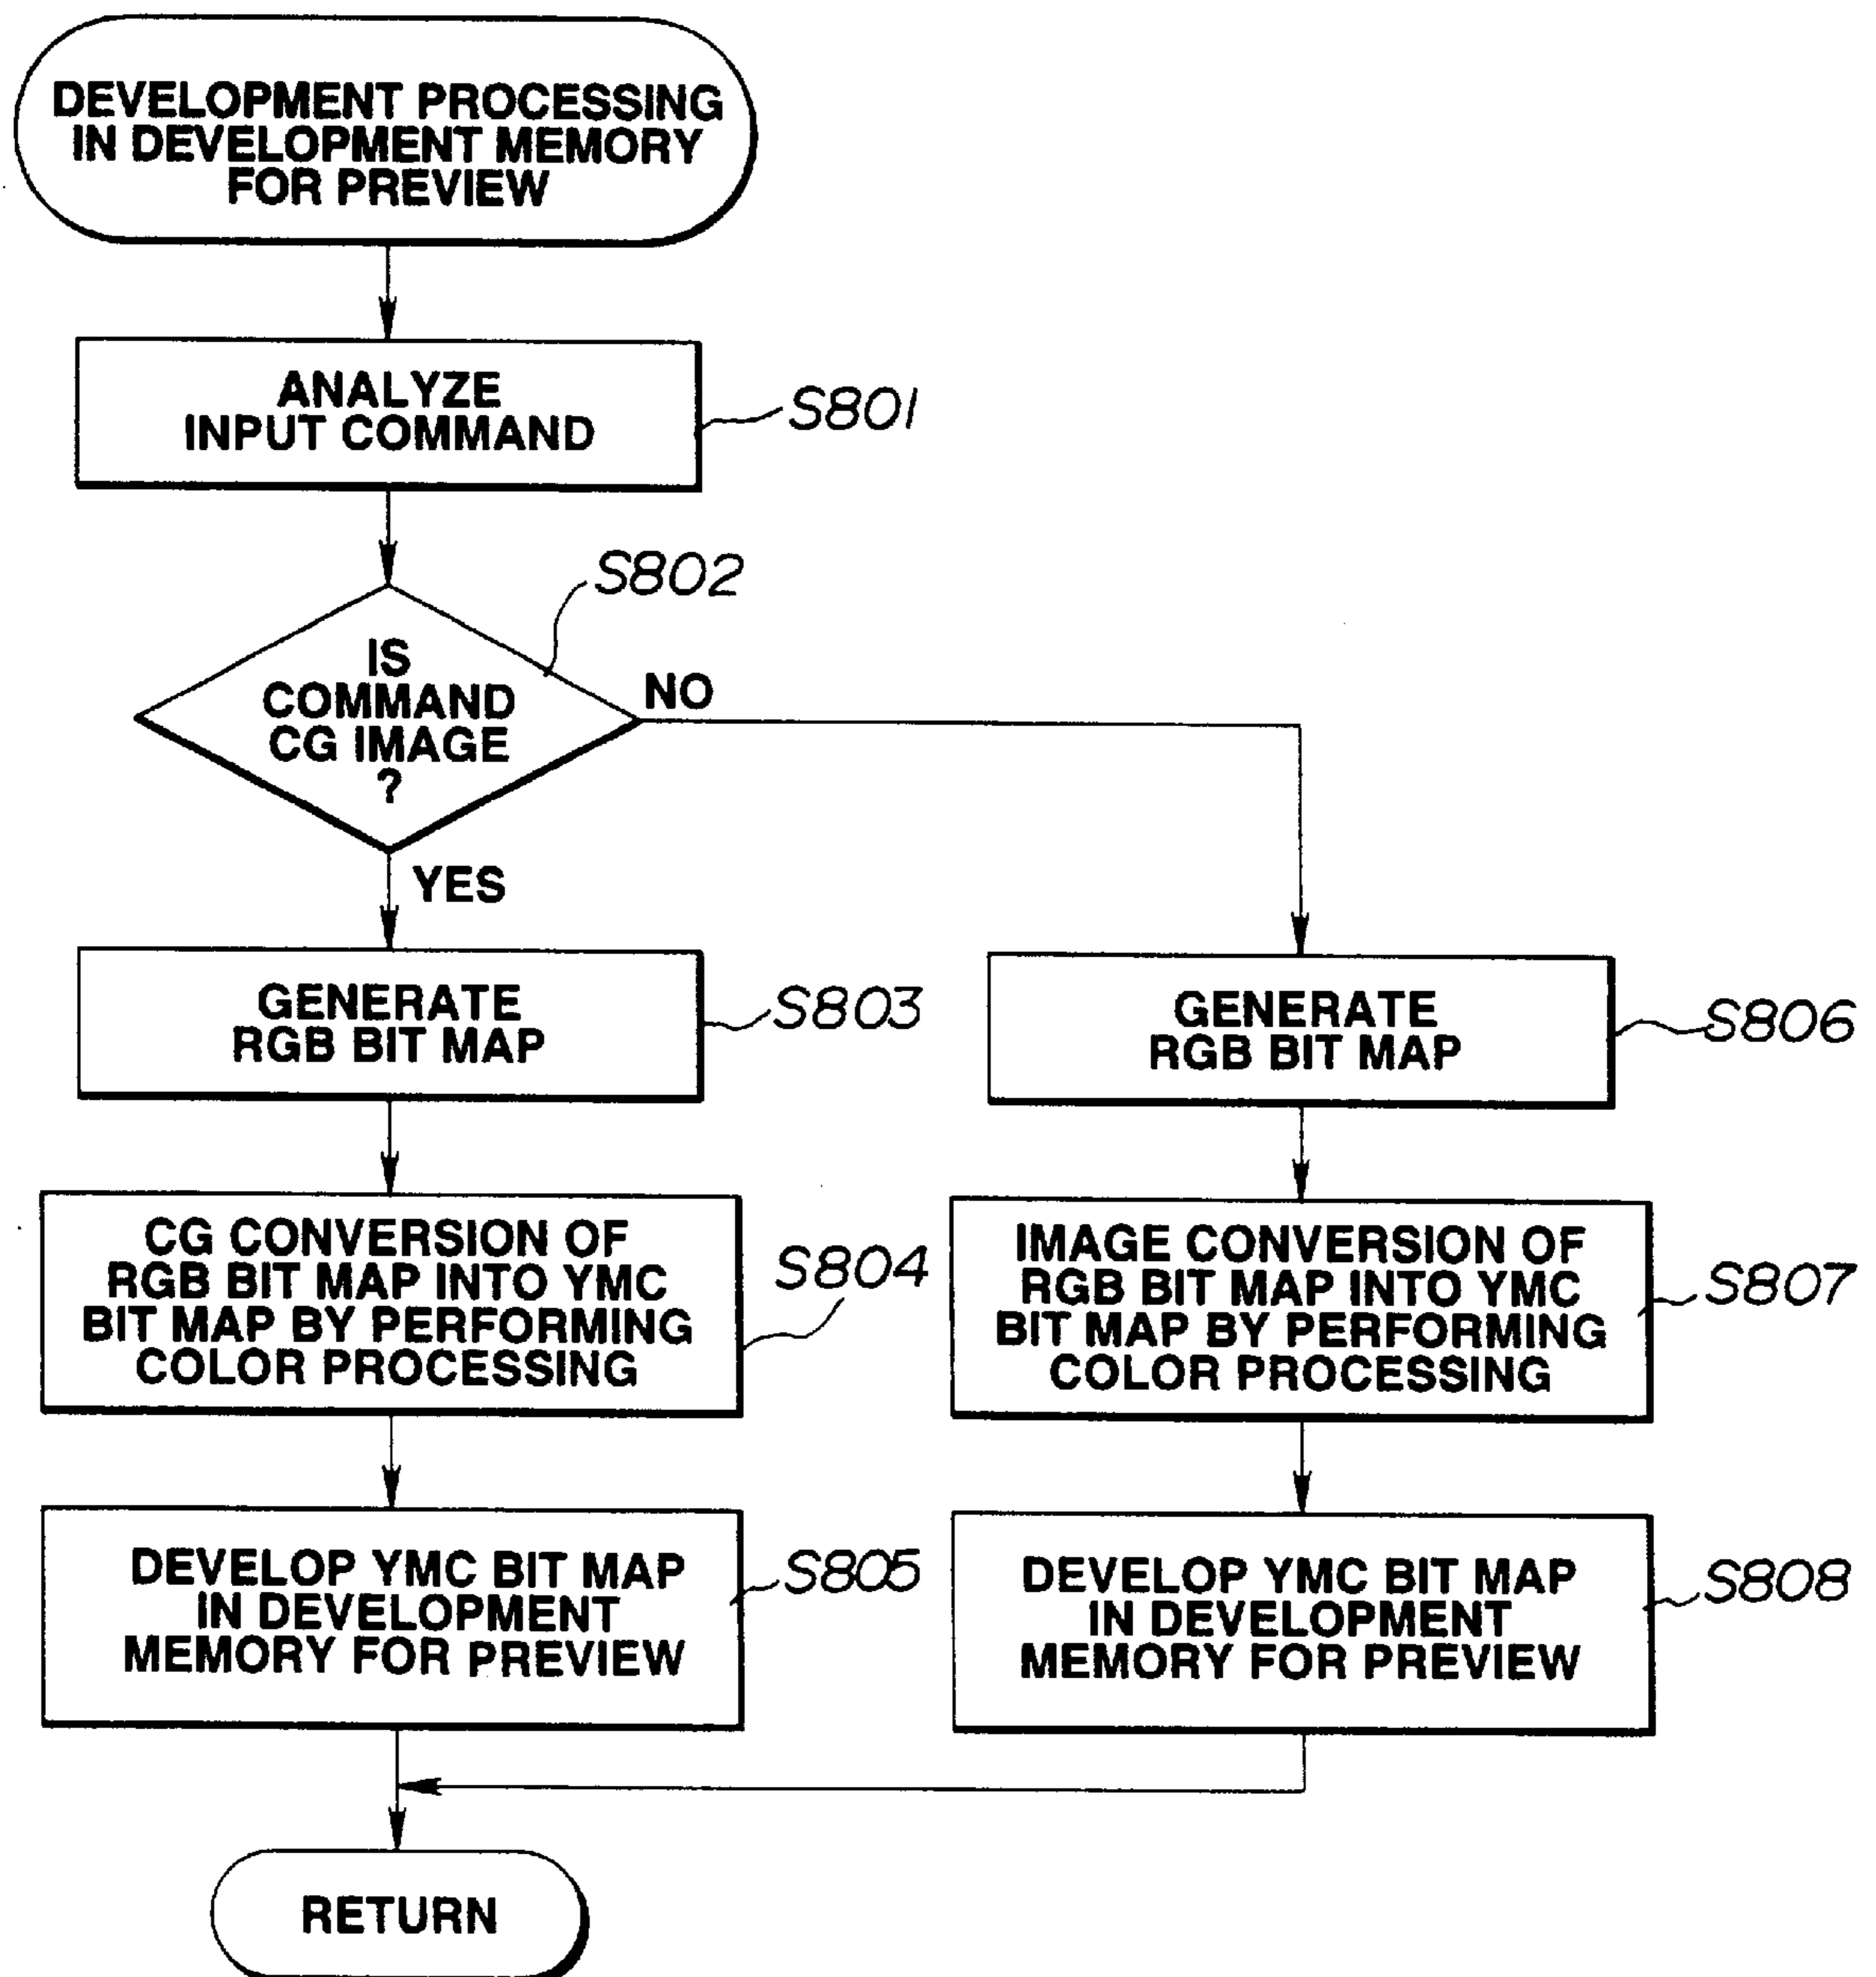 DEVELOPMENT PROCESSING
IN DEVELOPMENT MEMORY
FOR PREVIEW
ANALYZE
INPUT COMMAND
S801
S802
IS
COMMAND
CG IMAGE
?
NO
YES
GENERATE
RGB BIT MAP
S803
GENERATE
RGB BIT MAP
S806
CG CONVERSION OF
RGB BIT MAP INTO YMC
BIT MAP BY PERFORMING
COLOR PROCESSING
S804
IMAGE CONVERSION OF
RGB BIT MAP INTO YMC
BIT MAP BY PERFORMING
COLOR PROCESSING
S807
DEVELOP YMC BIT MAP
IN DEVELOPMENT
MEMORY FOR PREVIEW
S805
DEVELOP YMC BIT MAP
IN DEVELOPMENT
MEMORY FOR PREVIEW
S808
RETURN